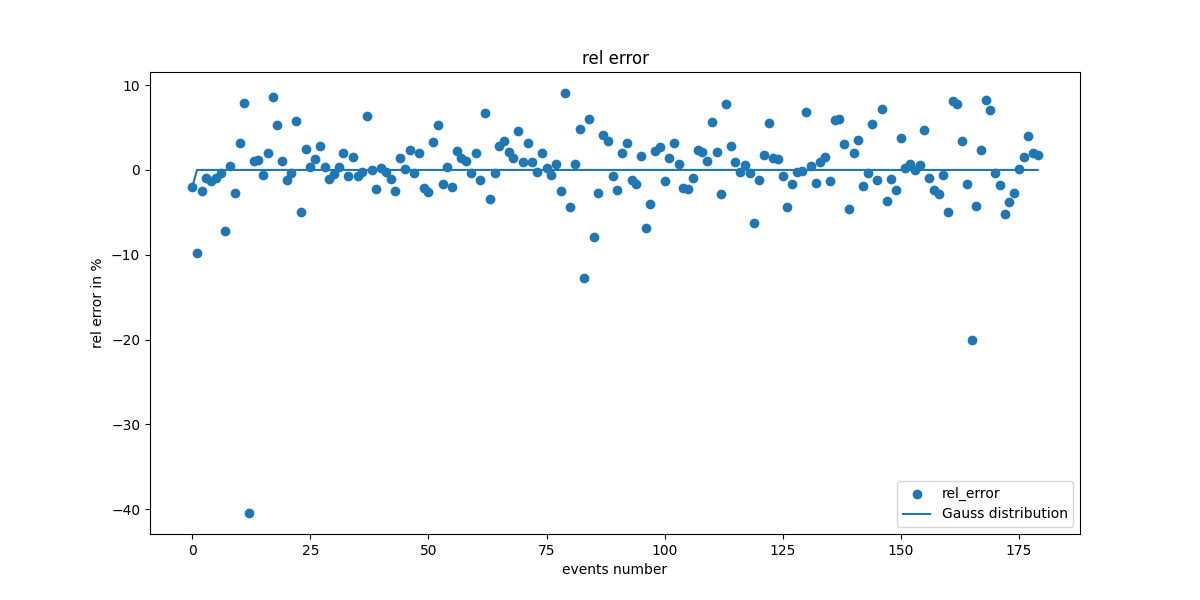 rel error
10
0
−10
−20
−30
−40
rel error in %
0
25
50
75
100
125
150
175
events number
rel_error
Gauss distribution